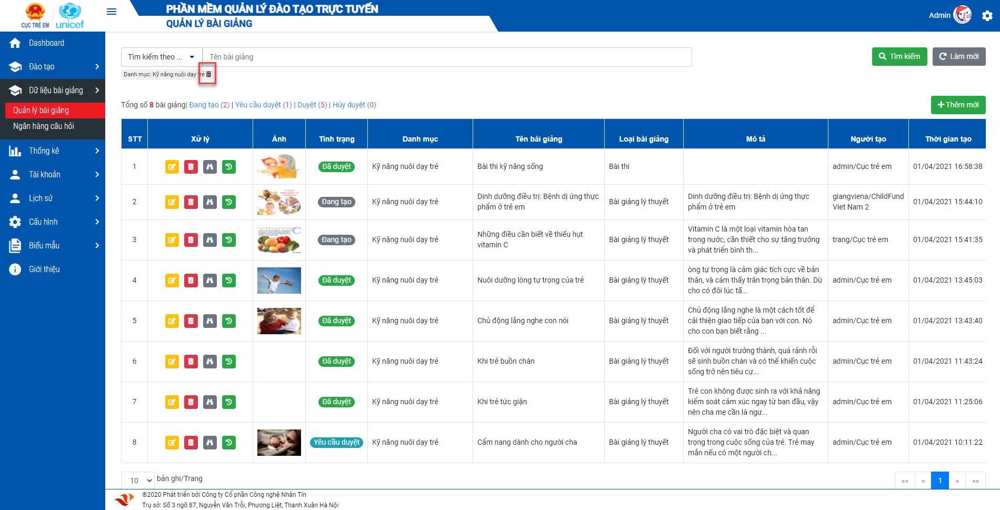 CỤC TRẺ EM unicef
PHẦN MỀM QUẢN LÝ ĐÀO TẠO TRỰC TUYẾN
QUẢN LÝ BÀI GIẢNG
Admin
Dashboard
Đào tạo
Dữ liệu bài giảng
Quản lý bài giảng
Ngân hàng câu hỏi
Thống kê
Tài khoản
Lịch sử
Cấu hình
Biểu mẫu
Giới thiệu
Tìm kiếm theo ... Tên bài giảng Tìm kiếm Làm mới
Danh mục: Kỹ năng nuôi dạy trẻ
Tổng số 8 bài giảng| Đang tạo (2) | Yêu cầu duyệt (1) | Duyệt (5) | Hủy duyệt (0) Thêm mới
STT Xử lý Ảnh Tình trạng Danh mục Tên bài giảng Loại bài giảng Mô tả Người tạo Thời gian tạo
1 Đã duyệt Kỹ năng nuôi dạy trẻ Bài thi kỹ năng sống Bài thi admin/Cục trẻ em 01/04/2021 16:58:38
2 Đang tạo Kỹ năng nuôi dạy trẻ Dinh dưỡng điều trị: Bệnh dị ứng thực Bài giảng lý thuyết Dinh dưỡng điều trị: Bệnh dị ứng thực giangviena/ChildFund 01/04/2021 15:44:10
phẩm ở trẻ em phẩm ở trẻ em Viet Nam 2
3 Đang tạo Kỹ năng nuôi dạy trẻ Những điều cần biết về thiếu hụt Bài giảng lý thuyết Vitamin C là một loại vitamin hòa tan trang/Cục trẻ em 01/04/2021 15:41:35
vitamin C trong nước, cần thiết cho sự tăng trưởng
và phát triển bình th...
4 Đã duyệt Kỹ năng nuôi dạy trẻ Nuôi dưỡng lòng tự trọng của trẻ Bài giảng lý thuyết òng tự trọng là cảm giác tích cực về bản admin/Cục trẻ em 01/04/2021 13:45:03
thân, và cảm thấy trân trọng bản thân. Dù
cho có đôi lúc tấ...
5 Đã duyệt Kỹ năng nuôi dạy trẻ Chủ động lắng nghe con nói Bài giảng lý thuyết Chủ động lắng nghe là một cách tốt để admin/Cục trẻ em 01/04/2021 13:43:40
cải thiện giao tiếp của bạn với con. Nó
cho con bạn biết rằng ...
6 Đã duyệt Kỹ năng nuôi dạy trẻ Khi trẻ buồn chán Bài giảng lý thuyết Đối với người trưởng thành, quá rảnh rỗi admin/Cục trẻ em 01/04/2021 11:43:24
sẽ sinh buồn chán và có thể khiến cuộc
sống trở nên tiêu cự...
7 Đã duyệt Kỹ năng nuôi dạy trẻ Khi trẻ tức giận Bài giảng lý thuyết Trẻ con không được sinh ra với khả năng admin/Cục trẻ em 01/04/2021 11:25:06
kiểm soát cảm xúc ngay từ ban đầu, vậy
nên cha mẹ cần là ngư...
8 Yêu cầu duyệt Kỹ năng nuôi dạy trẻ Cẩm nang dành cho người cha Bài giảng lý thuyết Người cha có vai trò đặc biệt và quan admin/Cục trẻ em 01/04/2021 10:11:22
trọng trong cuộc sống của trẻ. Trẻ may
mắn nếu có một người ch...
10 bản ghi/Trang «« « 1 » »»
®2020 Phát triển bởi Công ty Cổ phần Công nghệ Nhân Tín
Trụ sở: Số 3 ngõ 87, Nguyễn Văn Trỗi, Phương Liệt, Thanh Xuân Hà Nội